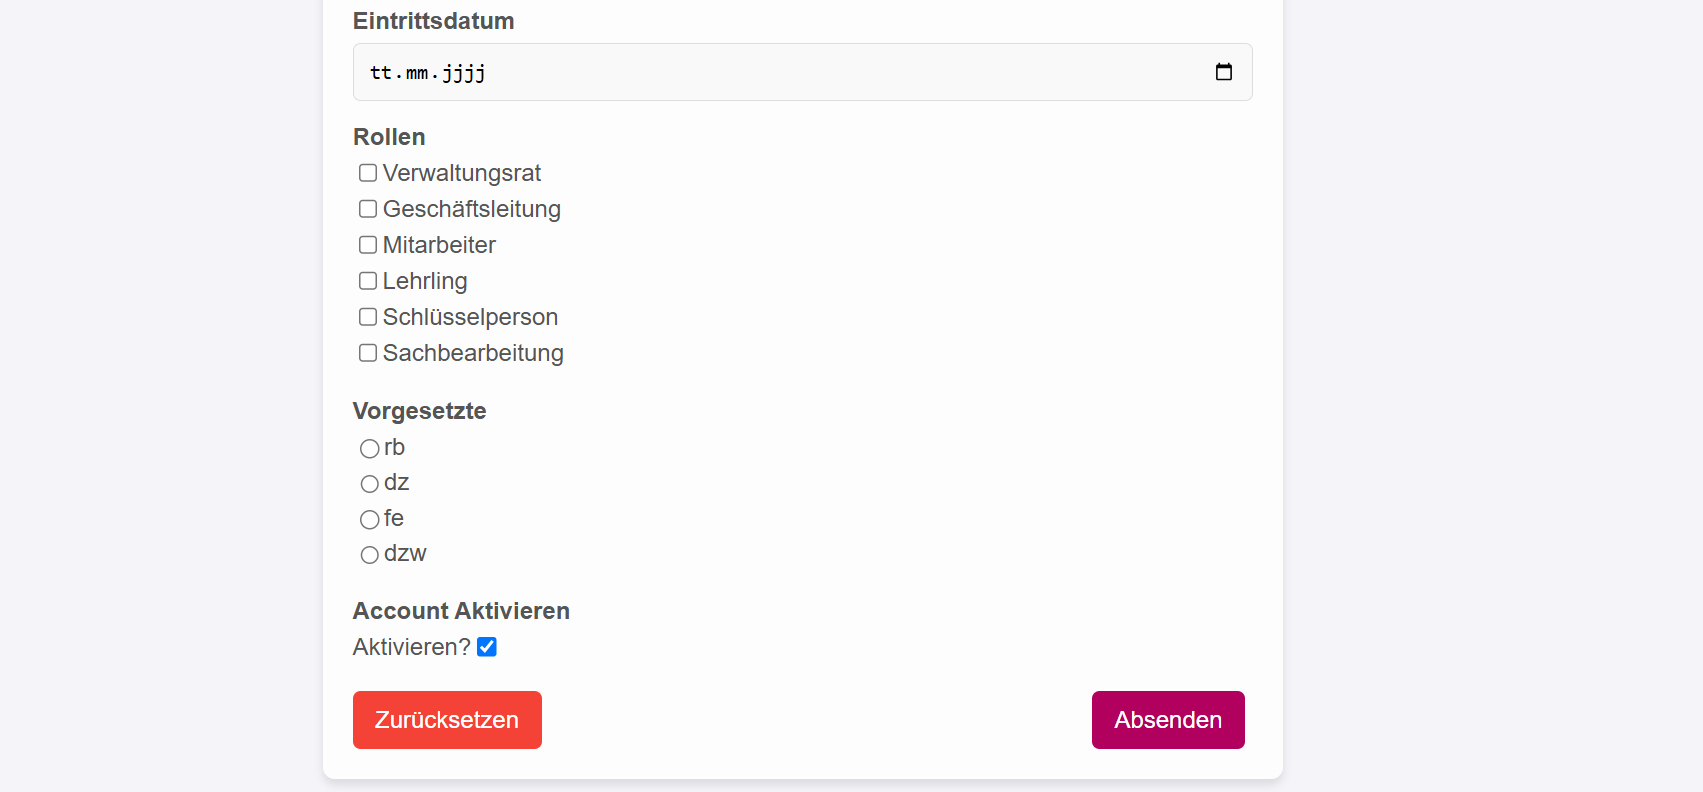 Eintrittsdatum
tt.mm.jjjj
Rollen
Verwaltungsrat
Geschäftsleitung
Mitarbeiter
Lehrling
Schlüsselperson
Sachbearbeitung
Vorgesetzte
rb
dz
fe
dzw
Account Aktivieren
Aktivieren?
Zurücksetzen Absenden